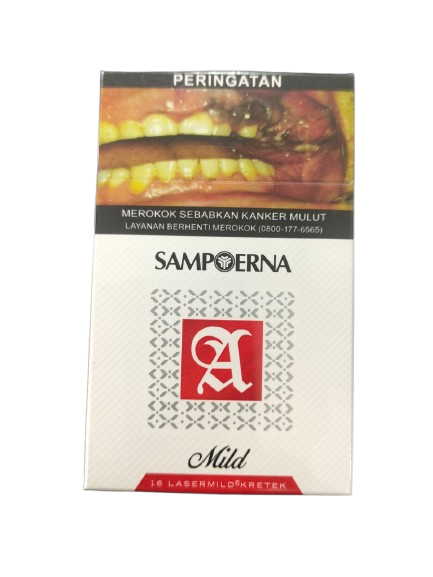 PERINGATAN
MEROKOK SEBABKAN KANKER MULUT
LAYANAN BERHENTI MEROKOK (0800-177-6565)
SAMPOERNA
A
Mild
16 LASERMILD®KRETEK